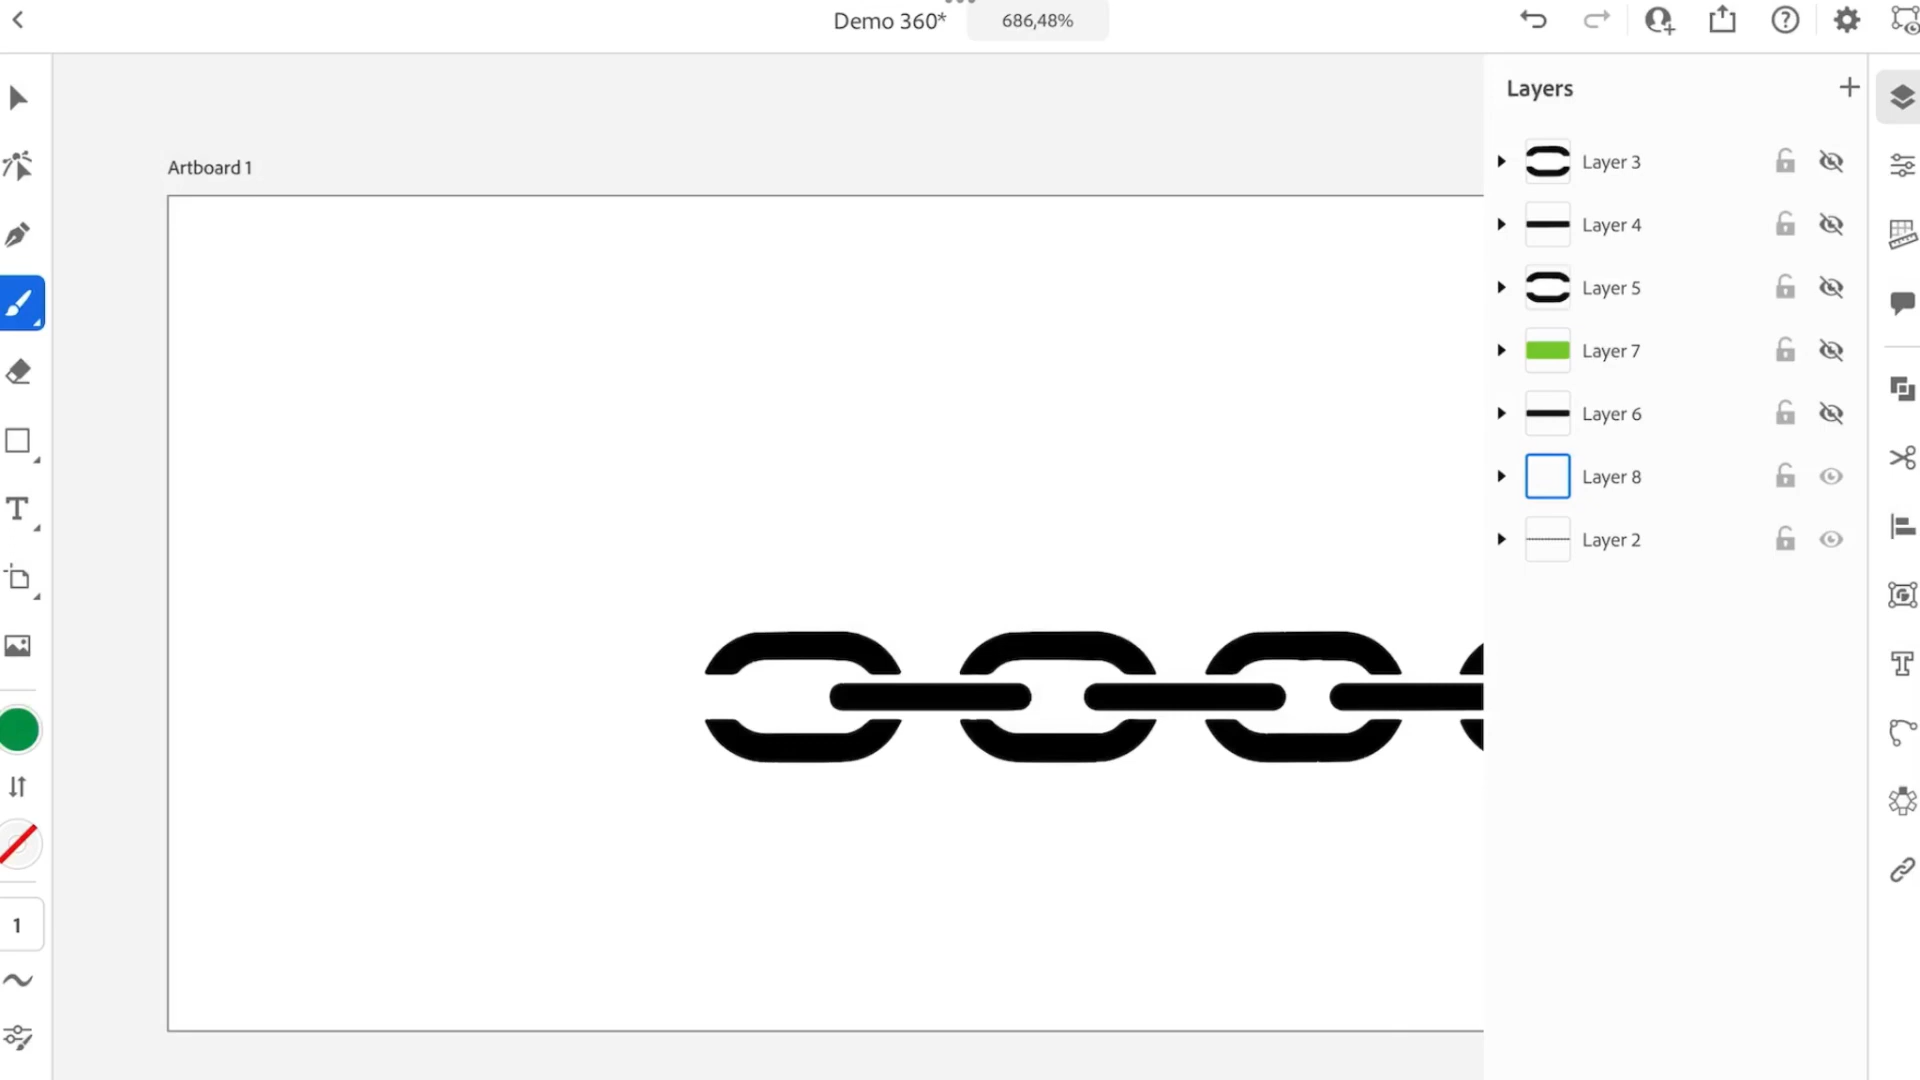 Demo 360*
686,48%
Layers
Artboard 1
Layer 3
Layer 4
Layer 5
Layer 7
Layer 6
Layer 8
Layer 2
1